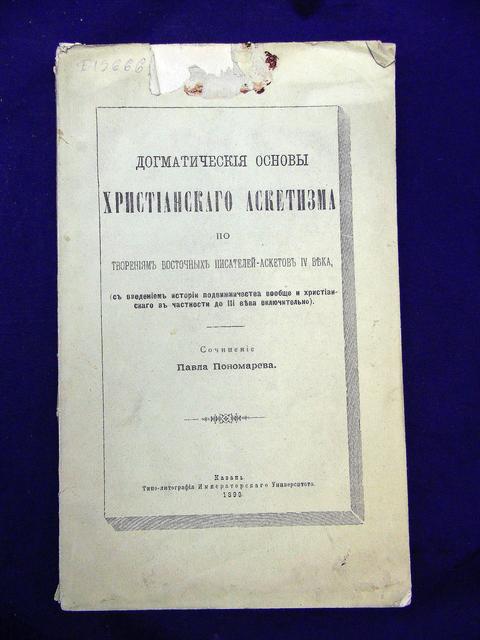 E15666
ДОГМАТИЧЕСКІЯ ОСНОВЫ
ХРИСТІАНСКАГО АСКЕТИЗМА
ПО
ТВОРЕНІЯМЪ ВОСТОЧНЫХЪ ПИСАТЕЛЕЙ-АСКЕТОВЪ IV ВѢКА,
(съ введеніемъ исторіи подвижничества вообще и христіан-
скаго въ частности до III вѣка включительно).
Сочиненіе
Павла Пономарева.
Казань.
Типо-литографія Императорскаго Университета.
1899